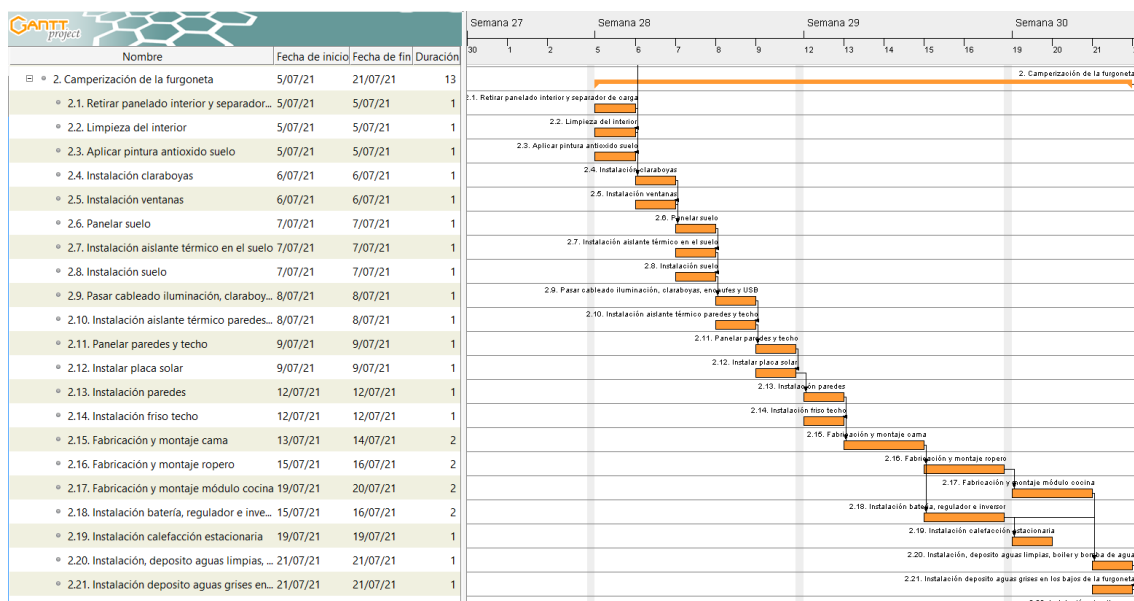 GANTT project
Semana 27 Semana 28 Semana 29 Semana 30
Nombre Fecha de inicio Fecha de fin Duración
30 1 2 5 6 7 8 9 12 13 14 15 16 19 20 21
2. Camperización de la furgoneta 5/07/21 21/07/21 13
2. Camperización de la furgoneta
2.1. Retirar panelado interior y separador... 5/07/21 5/07/21 1
2.1. Retirar panelado interior y separador de carga
2.2. Limpieza del interior 5/07/21 5/07/21 1
2.2. Limpieza del interior
2.3. Aplicar pintura antioxido suelo 5/07/21 5/07/21 1
2.3. Aplicar pintura antioxido suelo
2.4. Instalación claraboyas 6/07/21 6/07/21 1
2.4. Instalación claraboyas
2.5. Instalación ventanas 6/07/21 6/07/21 1
2.5. Instalación ventanas
2.6. Panelar suelo 7/07/21 7/07/21 1
2.6. Panelar suelo
2.7. Instalación aislante térmico en el suelo 7/07/21 7/07/21 1
2.7. Instalación aislante térmico en el suelo
2.8. Instalación suelo 7/07/21 7/07/21 1
2.8. Instalación suelo
2.9. Pasar cableado iluminación, claraboy... 8/07/21 8/07/21 1
2.9. Pasar cableado iluminación, claraboyas, enchufes y USB
2.10. Instalación aislante térmico paredes... 8/07/21 8/07/21 1
2.10. Instalación aislante térmico paredes y techo
2.11. Panelar paredes y techo 9/07/21 9/07/21 1
2.11. Panelar paredes y techo
2.12. Instalar placa solar 9/07/21 9/07/21 1
2.12. Instalar placa solar
2.13. Instalación paredes 12/07/21 12/07/21 1
2.13. Instalación paredes
2.14. Instalación friso techo 12/07/21 12/07/21 1
2.14. Instalación friso techo
2.15. Fabricación y montaje cama 13/07/21 14/07/21 2
2.15. Fabricación y montaje cama
2.16. Fabricación y montaje ropero 15/07/21 16/07/21 2
2.16. Fabricación y montaje ropero
2.17. Fabricación y montaje módulo cocina 19/07/21 20/07/21 2
2.17. Fabricación y montaje módulo cocina
2.18. Instalación batería, regulador e inve... 15/07/21 16/07/21 2
2.18. Instalación batería, regulador e inversor
2.19. Instalación calefacción estacionaria 19/07/21 19/07/21 1
2.19. Instalación calefacción estacionaria
2.20. Instalación, deposito aguas limpias, ... 21/07/21 21/07/21 1
2.20. Instalación, deposito aguas limpias, boiler y bomba de agua
2.21. Instalación deposito aguas grises en... 21/07/21 21/07/21 1
2.21. Instalación deposito aguas grises en los bajos de la furgoneta